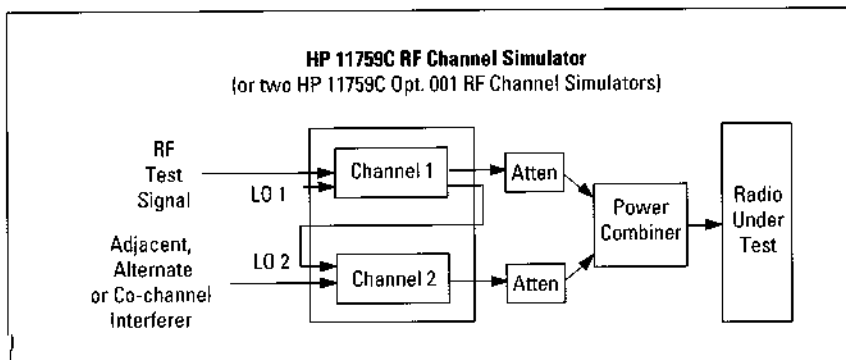 HP 11759C RF Channel Simulator
(or two HP 11759C Opt. 001 RF Channel Simulators)
RF
Test
Signal
LO 1
Channel 1
Atten
Power
Combiner
Radio
Under
Test
Adjacent,
Alternate
or Co-channel
Interferer
LO 2
Channel 2
Atten